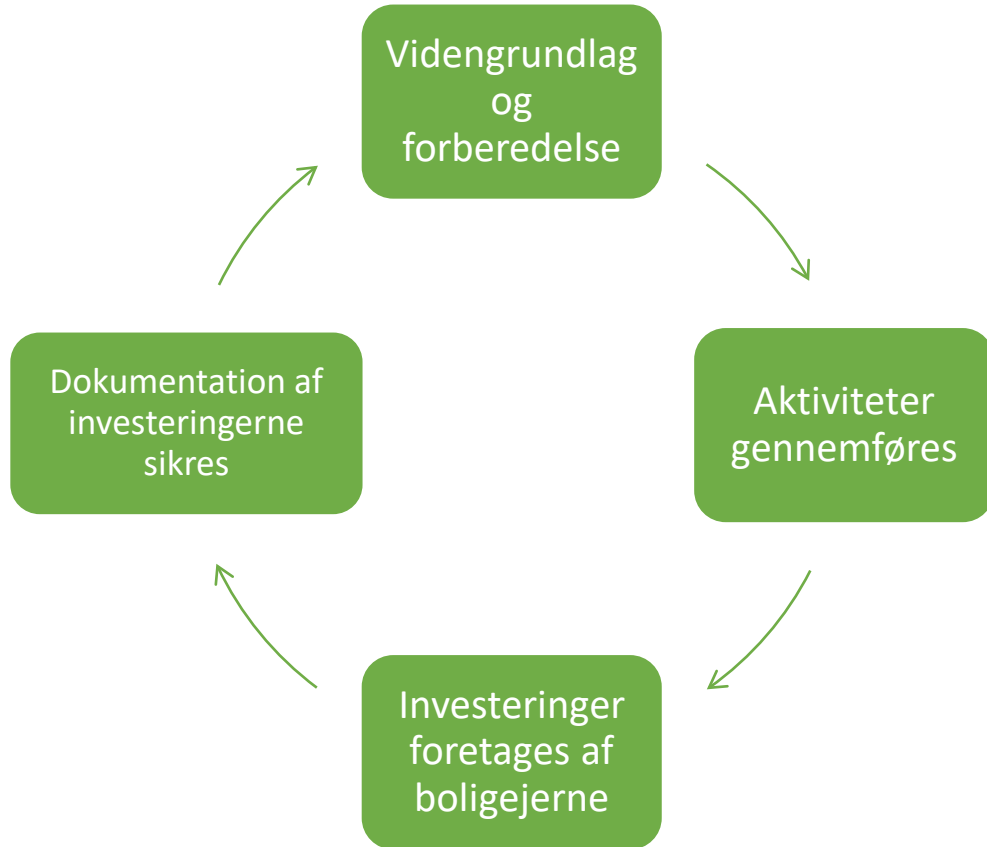 Videngrundlag
og
forberedelse
Aktiviteter
gennemføres
Investeringer
foretages af
boligejerne
Dokumentation af
investeringerne
sikres